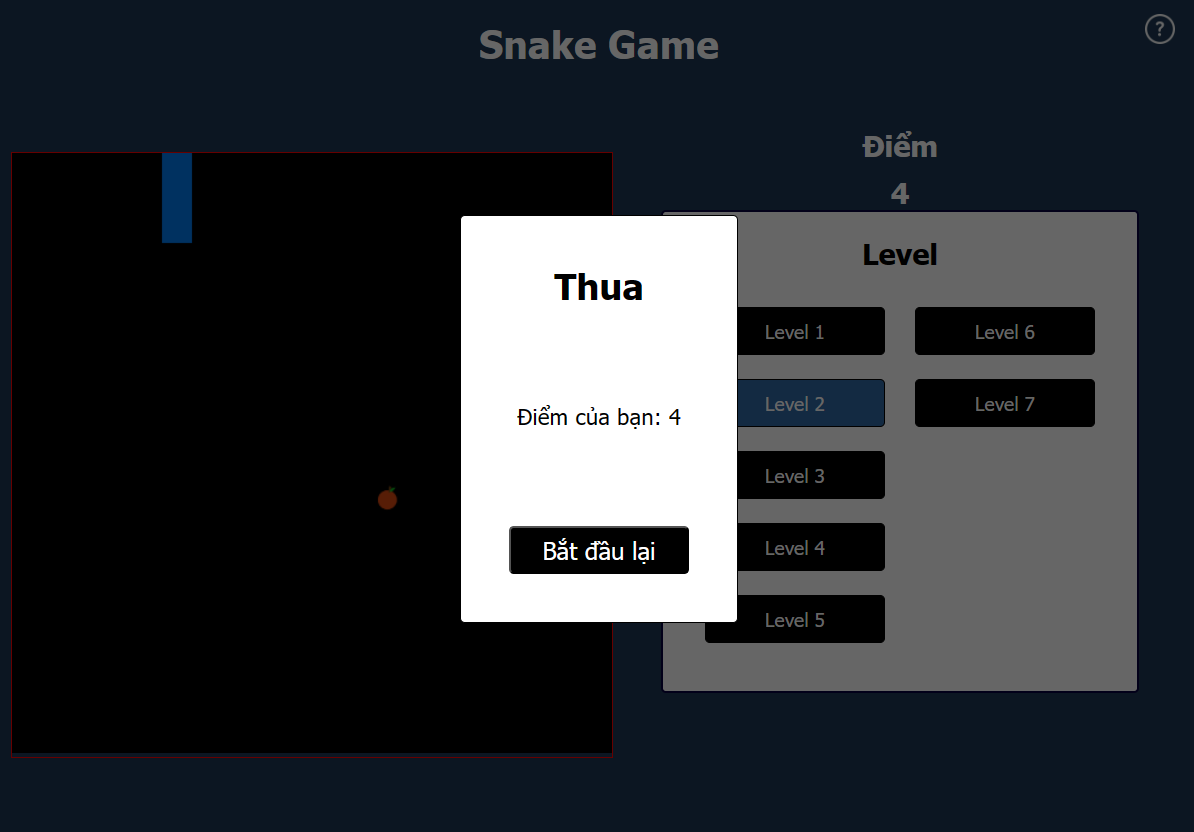 Snake Game
?
Điểm
4
Level
Level 1
Level 6
Level 2
Level 7
Level 3
Level 4
Level 5
Thua
Điểm của bạn: 4
Bắt đầu lại